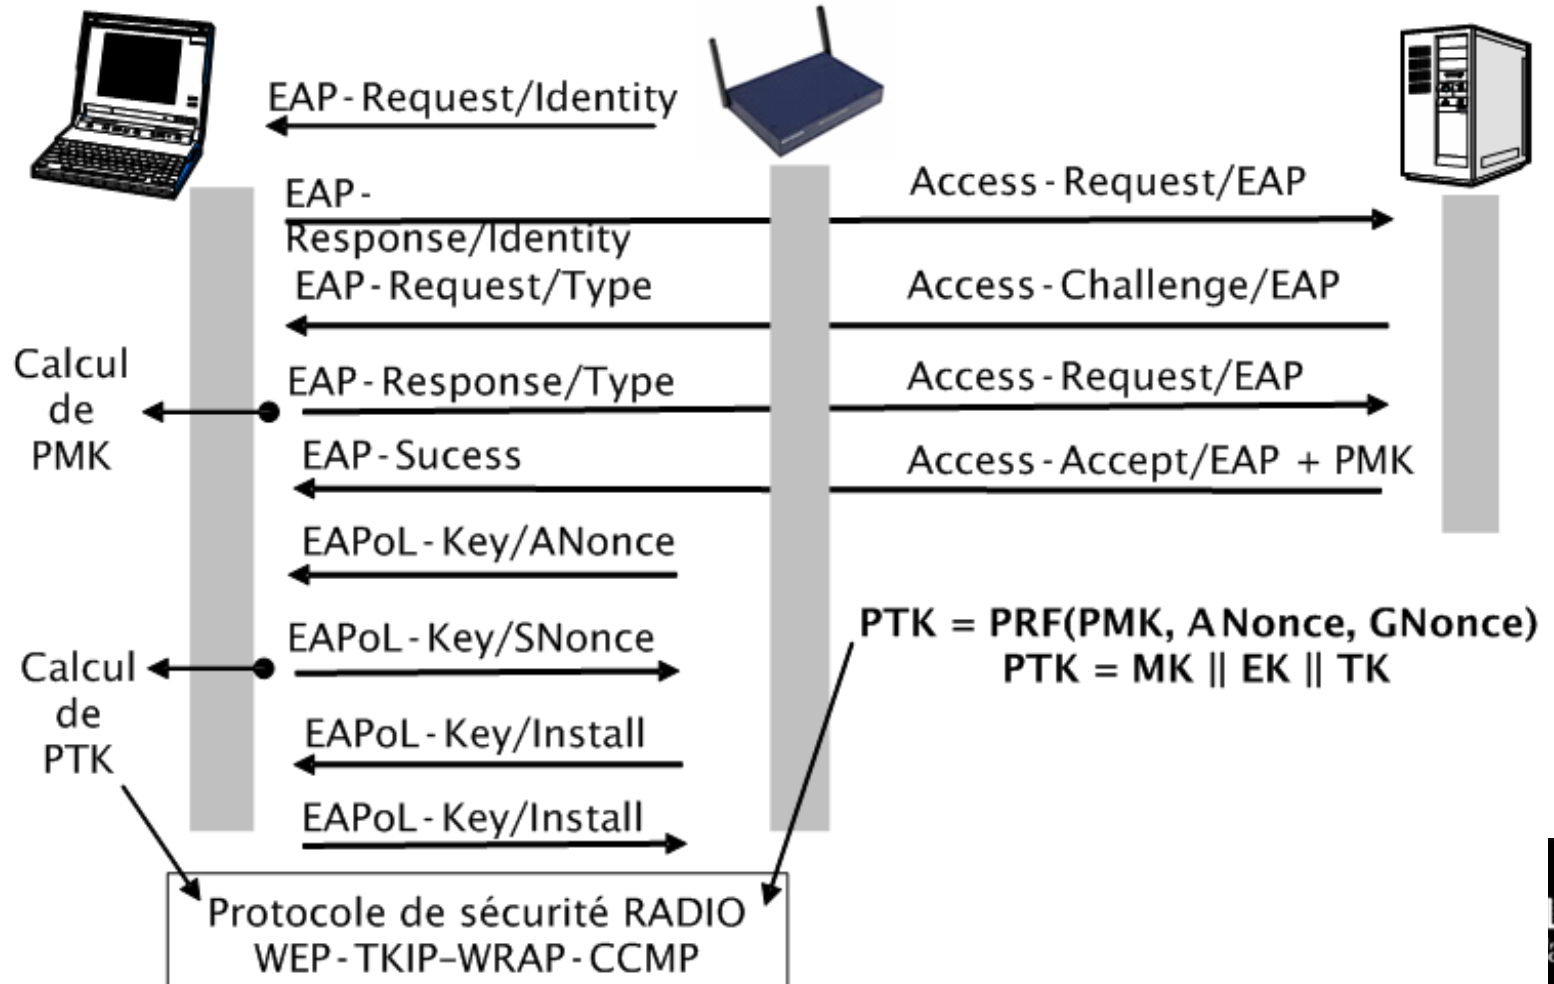 EAP-Request/Identity
EAP-
Response/Identity
Access-Request/EAP
EAP-Request/Type
Access-Challenge/EAP
Calcul
de
PMK
EAP-Response/Type
Access-Request/EAP
EAP-Sucess
Access-Accept/EAP + PMK
EAPoL-Key/ANonce
EAPoL-Key/SNonce
PTK = PRF(PMK, ANonce, GNonce)
PTK = MK || EK || TK
Calcul
de
PTK
EAPoL-Key/Install
EAPoL-Key/Install
Protocole de sécurité RADIO
WEP-TKIP–WRAP-CCMP